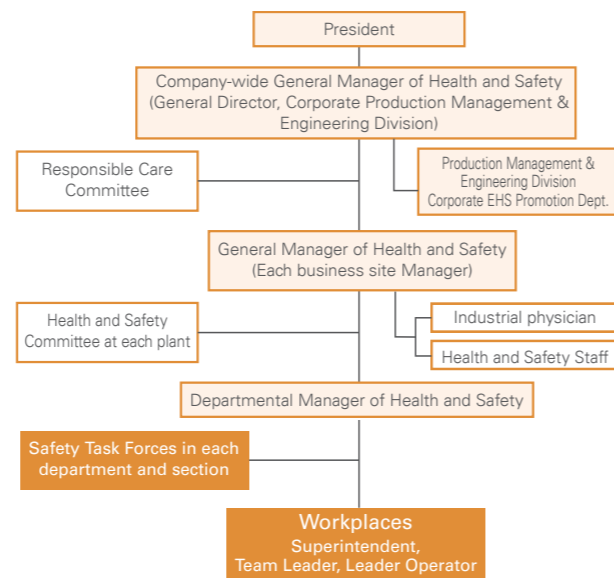 President
Company-wide General Manager of Health and Safety
(General Director, Corporate Production Management &
Engineering Division)
Responsible Care
Committee
Production Management &
Engineering Division
Corporate EHS Promotion Dept.
General Manager of Health and Safety
(Each business site Manager)
Health and Safety
Committee at each plant
Industrial physician
Health and Safety Staff
Departmental Manager of Health and Safety
Safety Task Forces in each
department and section
Workplaces
Superintendent,
Team Leader, Leader Operator